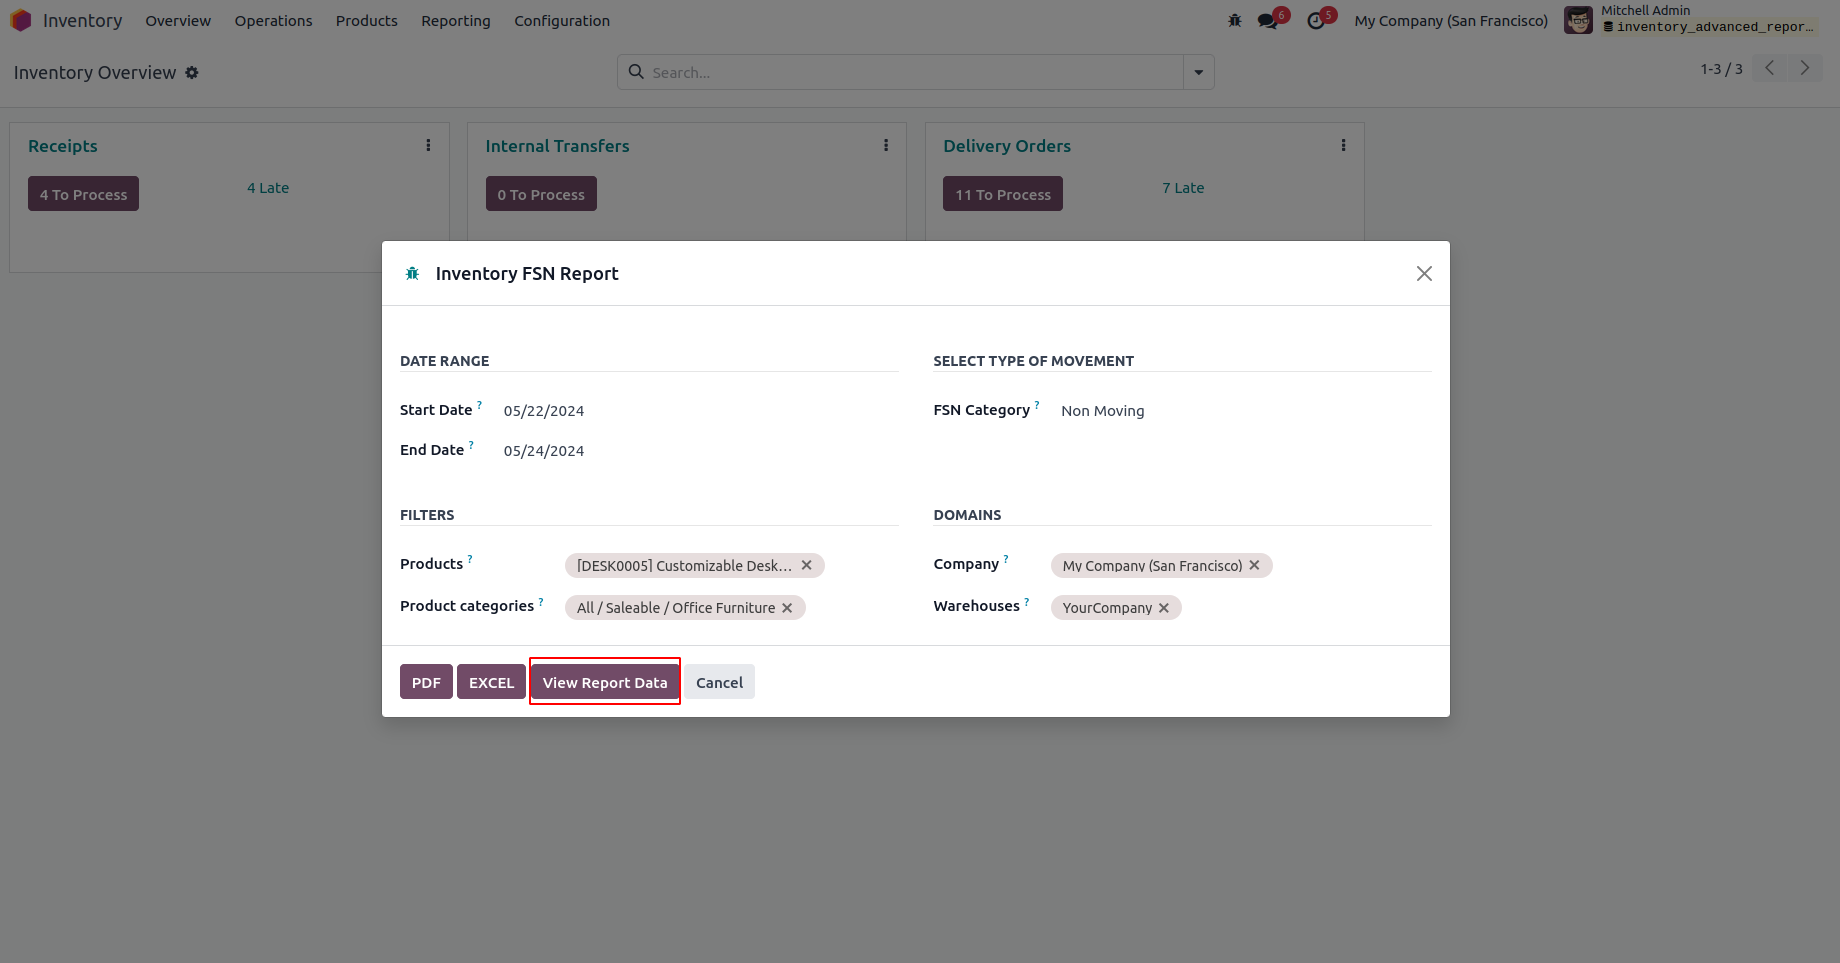 Inventory Overview Operations Products Reporting Configuration 6 5 My Company (San Francisco) Mitchell Admin
inventory_advanced_repor...
Inventory Overview Search... 1-3 / 3
Receipts Internal Transfers Delivery Orders
4 To Process 4 Late 0 To Process 11 To Process 7 Late
Inventory FSN Report
DATE RANGE SELECT TYPE OF MOVEMENT
Start Date ? 05/22/2024 FSN Category ? Non Moving
End Date ? 05/24/2024
FILTERS DOMAINS
Products ? [DESK0005] Customizable Desk... Company ? My Company (San Francisco)
Product categories ? All / Saleable / Office Furniture Warehouses ? YourCompany
PDF EXCEL View Report Data Cancel